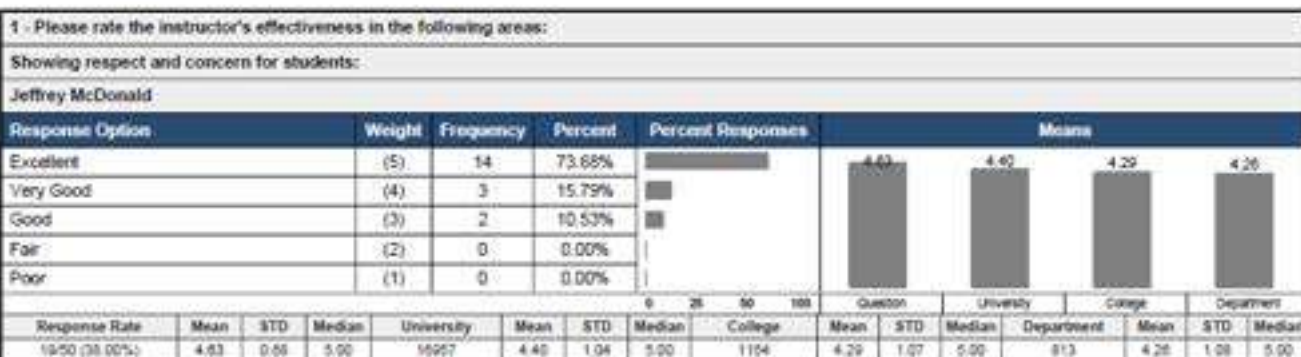 1 - Please rate the instructor's effectiveness in the following areas:
Showing respect and concern for students:
Jeffrey McDonald
Response Option Weight Frequency Percent Percent Responses Means
Excellent (5) 14 73.68% 4.63 4.40 4.29 4.26
Very Good (4) 3 15.79%
Good (3) 2 10.53%
Fair (2) 0 0.00%
Poor (1) 0 0.00%
0 25 50 100 Question University College Department
Response Rate Mean STD Median University Mean STD Median College Mean STD Median Department Mean STD Median
19/50 (38.00%) 4.63 0.68 5.00 16957 4.40 1.04 5.00 1154 4.29 1.07 5.00 813 4.26 1.08 5.00